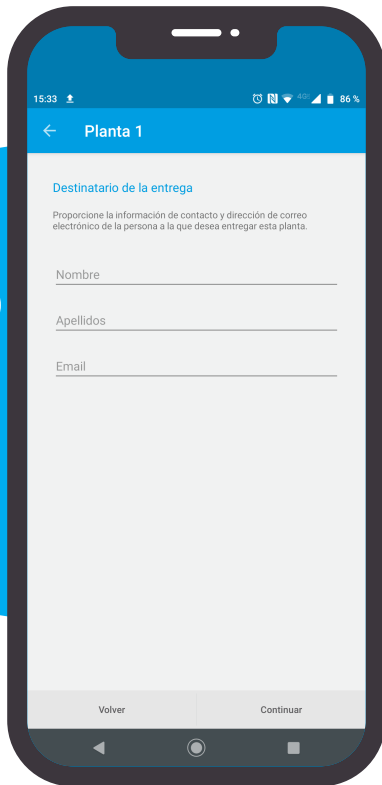 15:33 4G 86 %
Planta 1
Destinatario de la entrega
Proporcione la información de contacto y dirección de correo
electrónico de la persona a la que desea entregar esta planta.
Nombre
Apellidos
Email
Volver Continuar